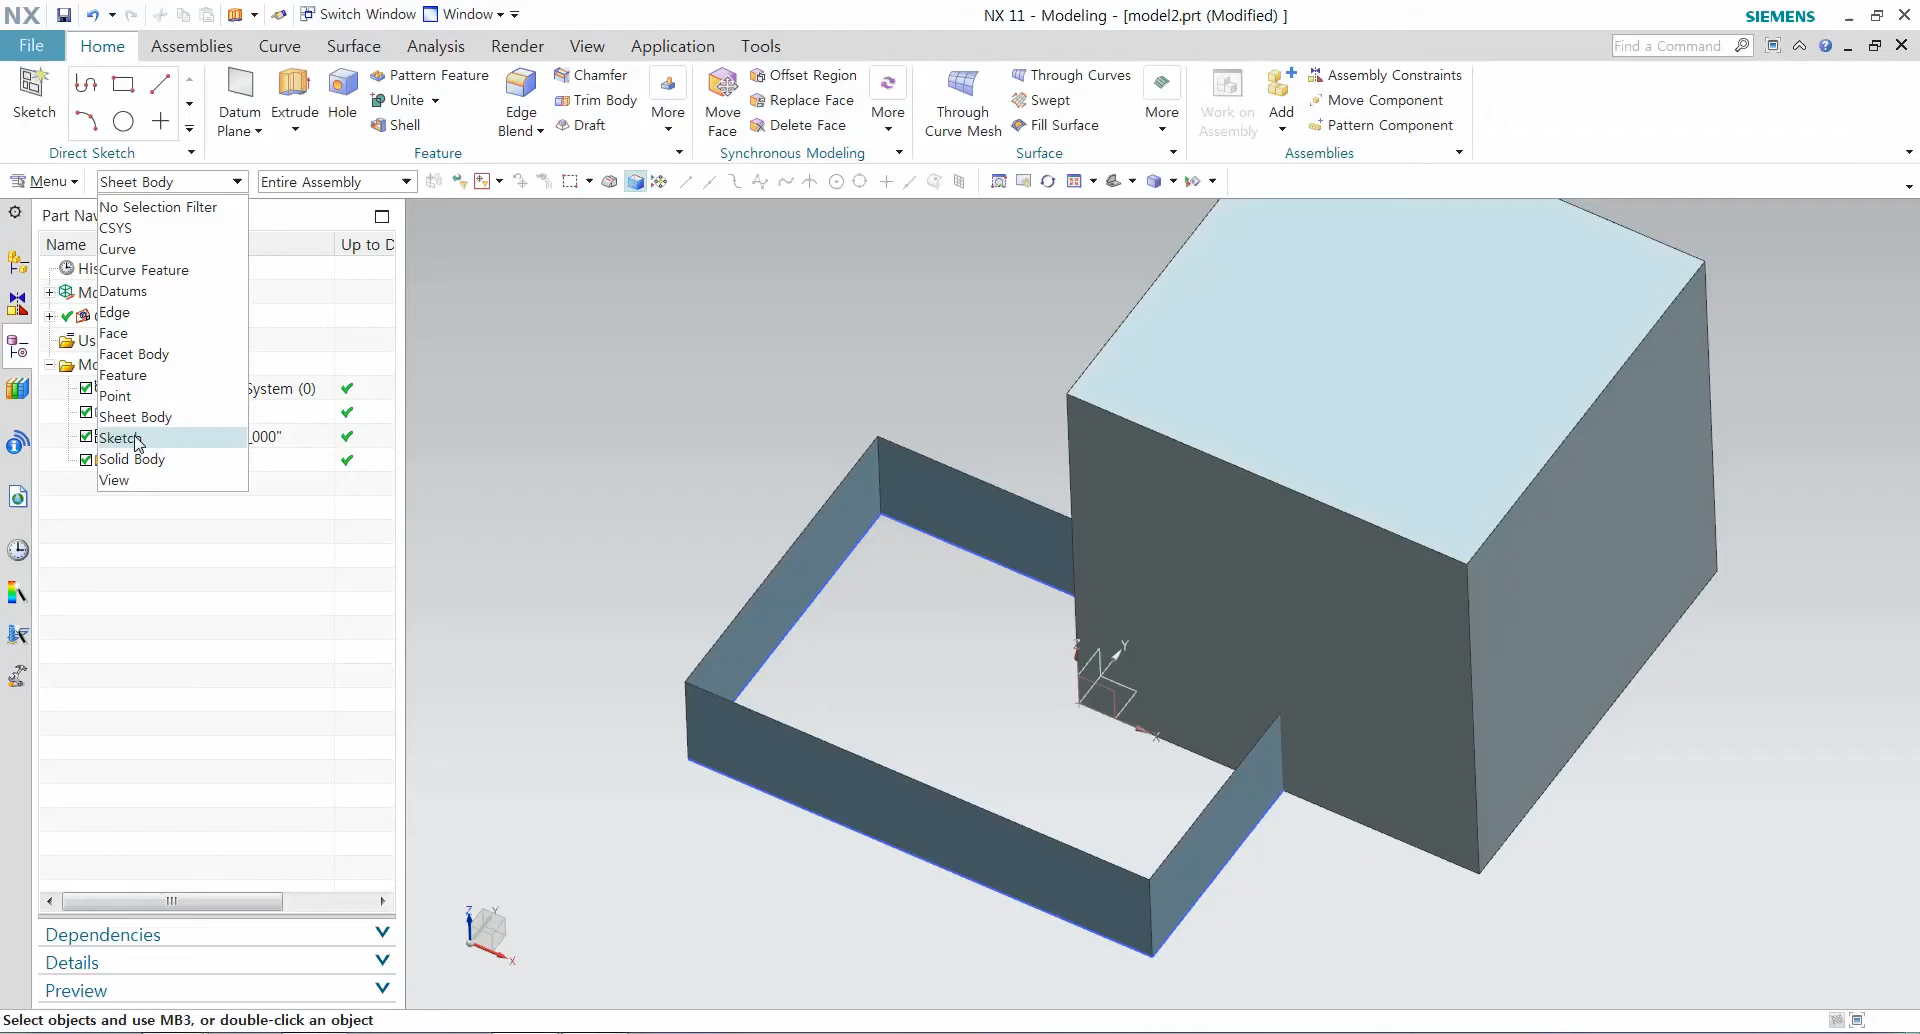 NX Switch Window Window NX 11 - Modeling - [model2.prt (Modified) ] SIEMENS
File Home Assemblies Curve Surface Analysis Render View Application Tools Find a Command
Sketch
Direct Sketch
Datum Plane
Extrude
Hole
Pattern Feature
Unite
Shell
Edge Blend
Chamfer
Trim Body
Draft
More
Feature
Move Face
Offset Region
Replace Face
Delete Face
More
Synchronous Modeling
Through Curve Mesh
Through Curves
Swept
Fill Surface
More
Surface
Work on Assembly
Add
Assembly Constraints
Move Component
Pattern Component
Assemblies
Menu Sheet Body Entire Assembly
No Selection Filter
CSYS
Curve
Curve Feature
Datums
Edge
Face
Facet Body
Feature
Point
Sheet Body
Sketch
Solid Body
View
Part Nav
Name Up to D
His
Mo
Us
Mo
System (0)
_000"
Dependencies
Details
Preview
Z
Y
X
Z
Y
X
Select objects and use MB3, or double-click an object